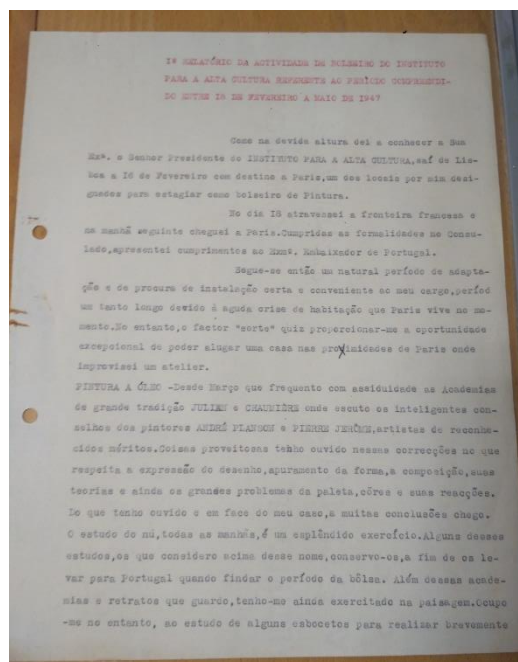 1º RELATÓRIO DA ACTIVIDADE DE BOLSEIRO DO INSTITUTO
PARA A ALTA CULTURA REFERENTE AO PERÍODO COMPREENDI-
DO ENTRE 18 DE FEVEREIRO A MAIO DE 1947
Como na devida altura dei a conhecer a Sua
Exª. o Senhor Presidente do INSTITUTO PARA A ALTA CULTURA,saí de Lis-
boa a 16 de Fevereiro com destino a Paris,um dos locais por mim desi-
gnados para estagiar como bolseiro de Pintura.
No dia 18 atravessei a fronteira francesa e
na manhã seguinte cheguei a Paris.Cumpridas as formalidades no Consu-
lado,apresentei cumprimentos ao Exmº. Embaixador de Portugal.
Segue-se então um natural período de adapta-
ção e de procura de instalação certa e conveniente ao meu cargo,períod
um tanto longo devido á aguda crise de habitação que Paris vive no mo-
mento.No entanto,o factor "sorte" quiz proporcionar-me a oportunidade
excepcional de poder alugar uma casa nas proximidades de Paris onde
improvisei um atelier.
PINTURA A ÓLEO -Desde Março que frequento com assiduidade as Academias
de grande tradição JULIEN e CHAUMIÈRE onde escuto os inteligentes con-
selhos dos pintores ANDRÉ PLANSON e PIERRE JERÔME,artistas de reconhe-
cidos méritos.Coisas proveitosas tenho ouvido nessas correcções no que
respeita a expressão do desenho,apuramento da forma,a composição,suas
teorias e ainda os grandes problemas da paleta,côres e suas reacções.
Do que tenho ouvido e em face do meu caso,a muitas conclusões chego.
O estudo do nú,todas as manhãs,é um esplêndido exercício.Alguns desses
estudos,os que considero acima desse nome,conservo-os,a fim de os le-
var para Portugal quando findar o período da bôlsa. Além dessas acade-
mias e retratos que guardo,tenho-me ainda exercitado na paisagem.Ocupo
-me no entanto, ao estudo de alguns esbocetos para realizar brevemente